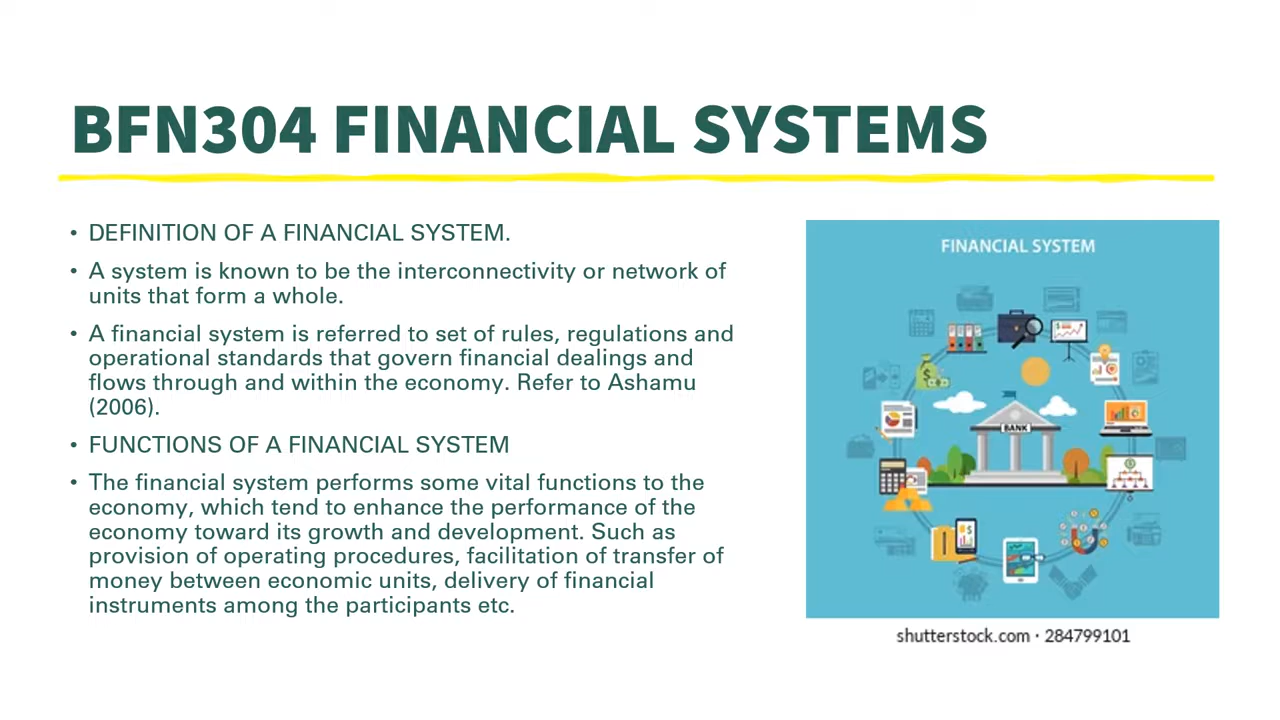 BFN304 FINANCIAL SYSTEMS
• DEFINITION OF A FINANCIAL SYSTEM.
• A system is known to be the interconnectivity or network of
units that form a whole.
• A financial system is referred to set of rules, regulations and
operational standards that govern financial dealings and
flows through and within the economy. Refer to Ashamu
(2006).
• FUNCTIONS OF A FINANCIAL SYSTEM
• The financial system performs some vital functions to the
economy, which tend to enhance the performance of the
economy toward its growth and development. Such as
provision of operating procedures, facilitation of transfer of
money between economic units, delivery of financial
instruments among the participants etc.
FINANCIAL SYSTEM
BANK
shutterstock.com · 284799101